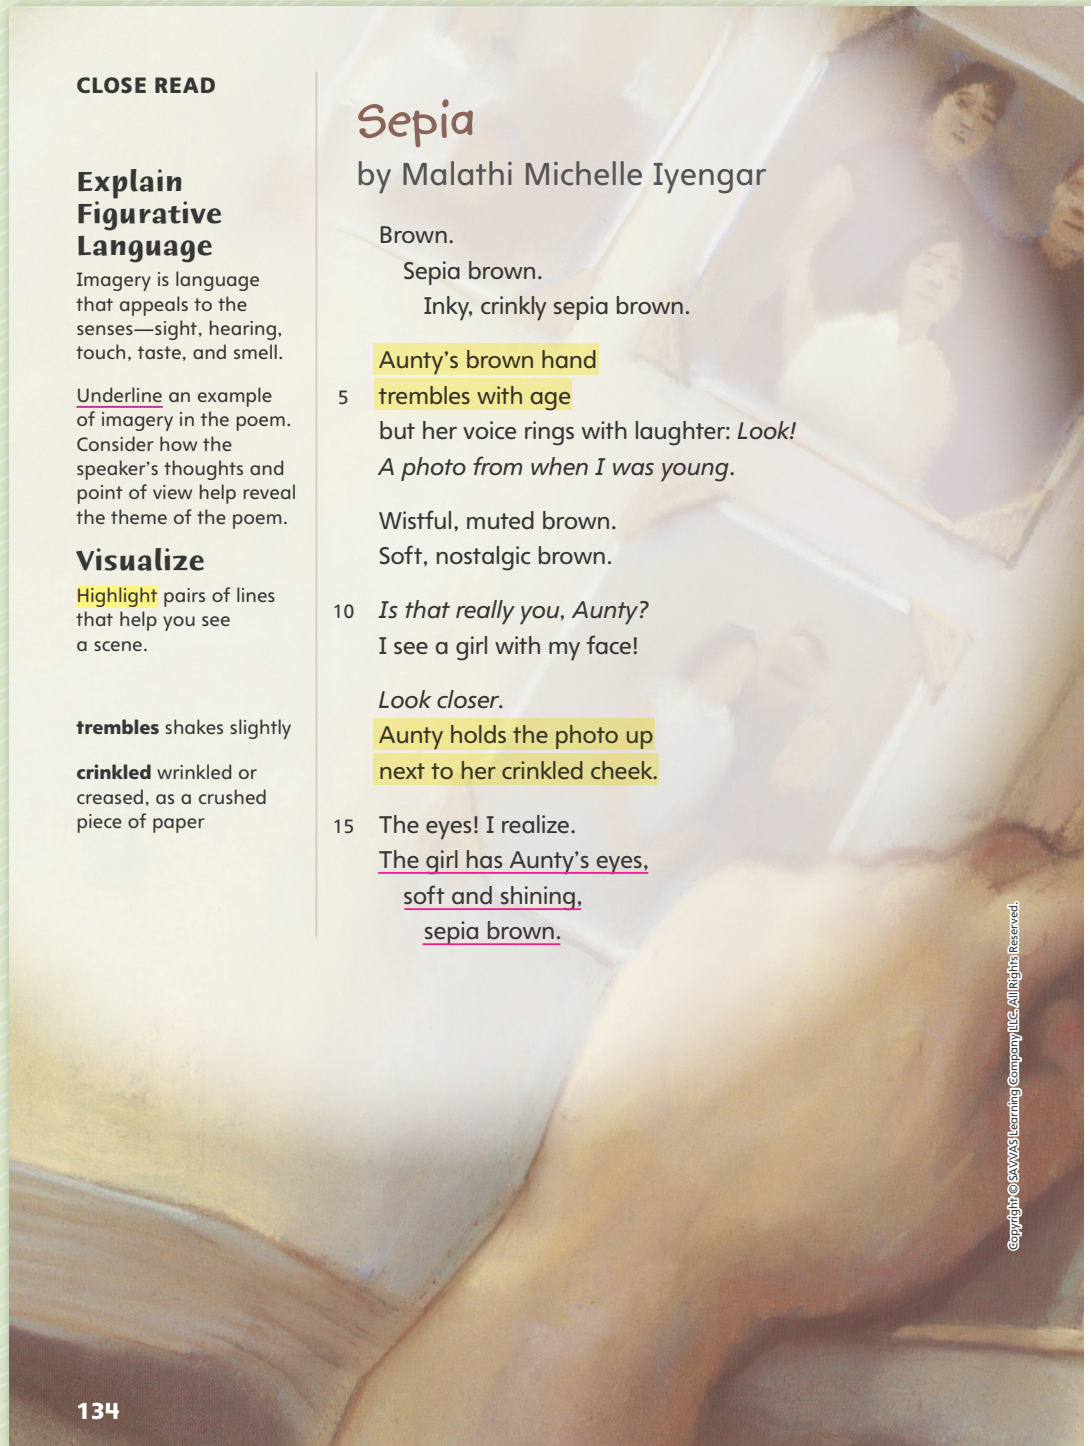 CLOSE READ
Explain
Figurative
Language
Imagery is language
that appeals to the
senses—sight, hearing,
touch, taste, and smell.
Underline an example
of imagery in the poem.
Consider how the
speaker's thoughts and
point of view help reveal
the theme of the poem.
Visualize
Highlight pairs of lines
that help you see
a scene.
trembles shakes slightly
crinkled wrinkled or
creased, as a crushed
piece of paper
Sepia
by Malathi Michelle Iyengar
Brown.
Sepia brown.
Inky, crinkly sepia brown.
Aunty's brown hand
5 trembles with age
but her voice rings with laughter: Look!
A photo from when I was young.
Wistful, muted brown.
Soft, nostalgic brown.
10 Is that really you, Aunty?
I see a girl with my face!
Look closer.
Aunty holds the photo up
next to her crinkled cheek.
15 The eyes! I realize.
The girl has Aunty's eyes,
soft and shining,
sepia brown.
Copyright © SAVVAS Learning Company LLC. All Rights Reserved.
134